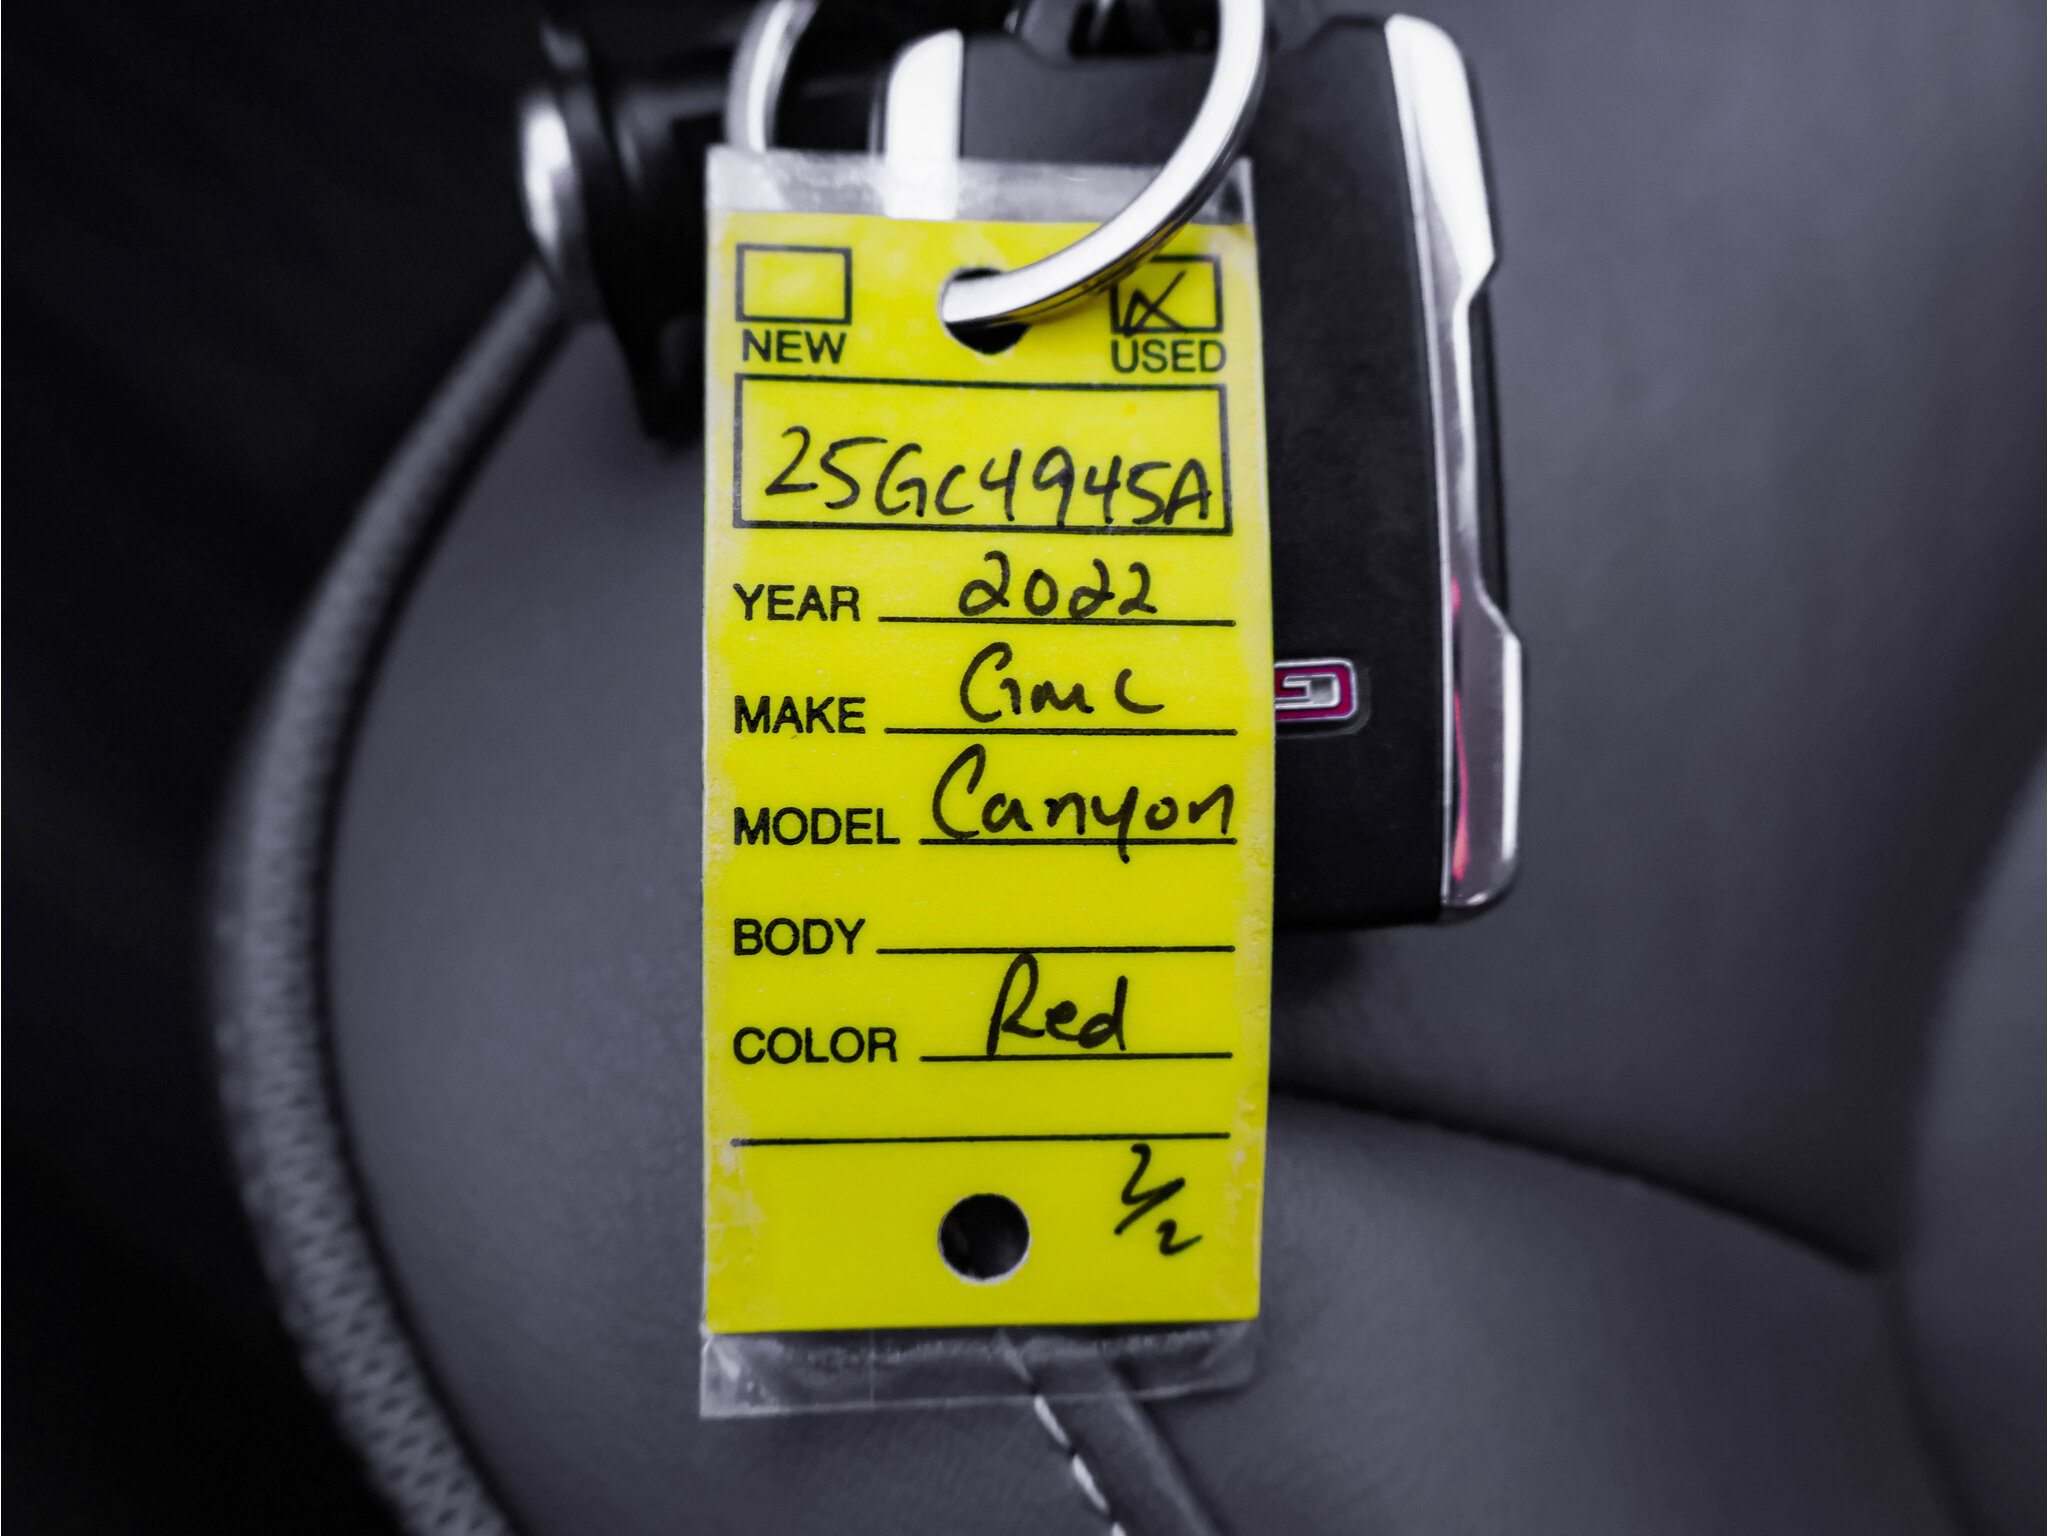 NEW USED
25GC4945A
YEAR 2022
MAKE GMC
MODEL Canyon
BODY
COLOR Red
2/2
G